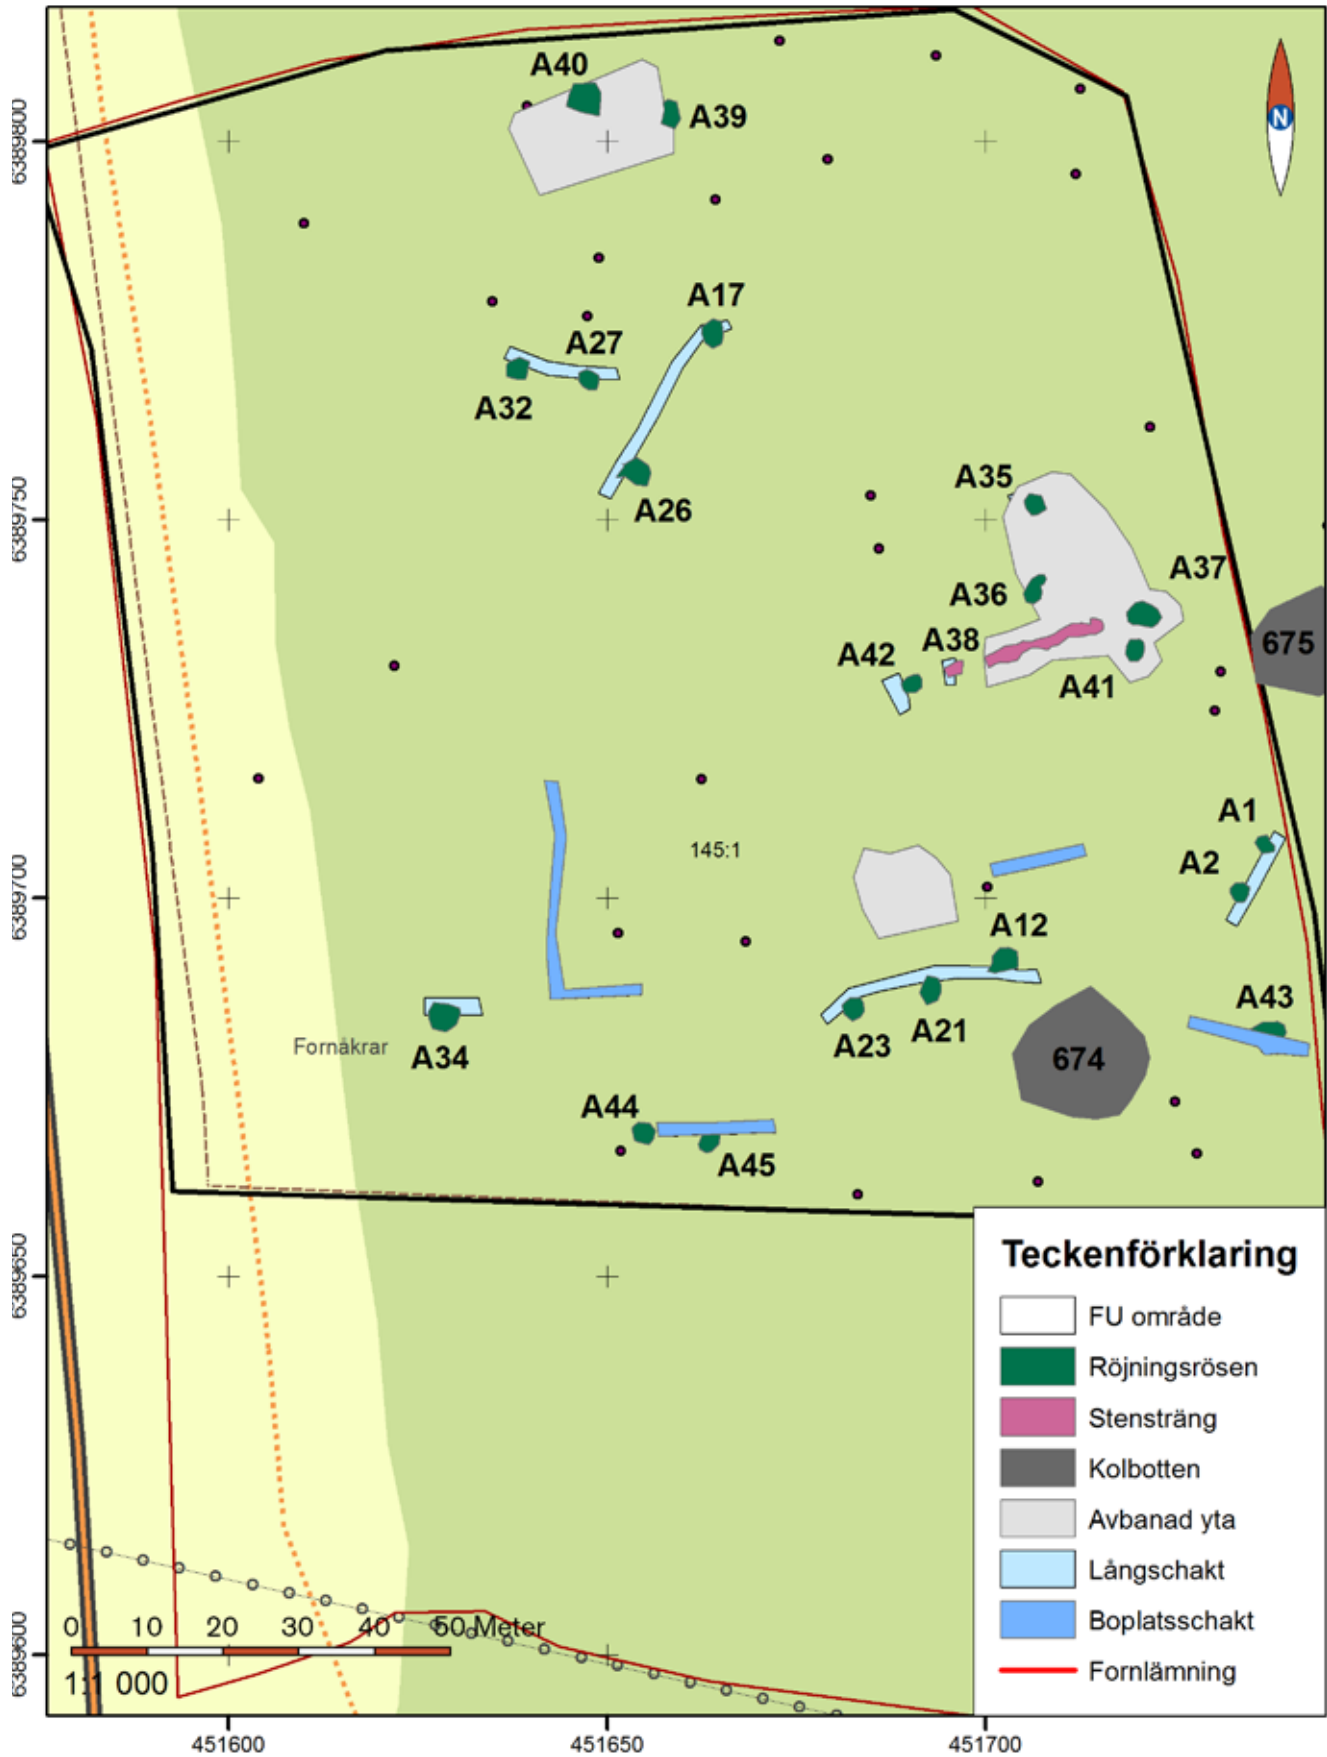 A40
A39
N
6389800
A17
A27
A32
A26
A35
6389750
A37
A36
A38
A42
675
A41
A1
145:1
A2
6389700
A12
A43
A23
A21
Fornåkrar
A34
674
A44
A45
6389650
Teckenförklaring
FU område
Röjningsrösen
Stensträng
Kolbotten
Avbanad yta
Långschakt
Boplatsschakt
Fornlämning
0 10 20 30 40 50 Meter
6389600
1:1 000
451600 451650 451700